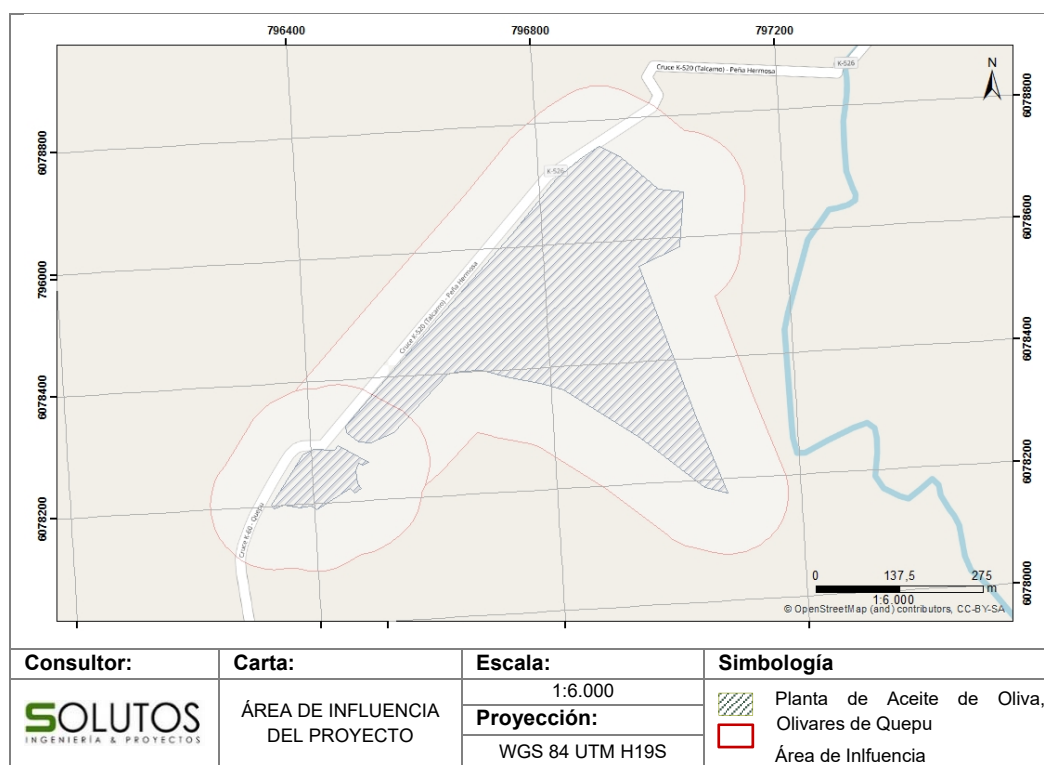 796400 796800 797200
Cruce K-520 (Talcamo) - Peña Hermosa
K-526
N
6078800
6078800
K-526
6078600
796000
Cruce K-520 (Talcamo) - Peña Hermosa
6078400
6078400
6078200
6078200
Cruce K-60 - Quepu
6078000
0 137,5 275
m
1:6.000
© OpenStreetMap (and) contributors, CC-BY-SA
Consultor:
SOLUTOS
INGENIERÍA & PROYECTOS
Carta:
ÁREA DE INFLUENCIA
DEL PROYECTO
Escala:
1:6.000
Proyección:
WGS 84 UTM H19S
Simbología
Planta de Aceite de Oliva,
Olivares de Quepu
Área de Inlfuencia